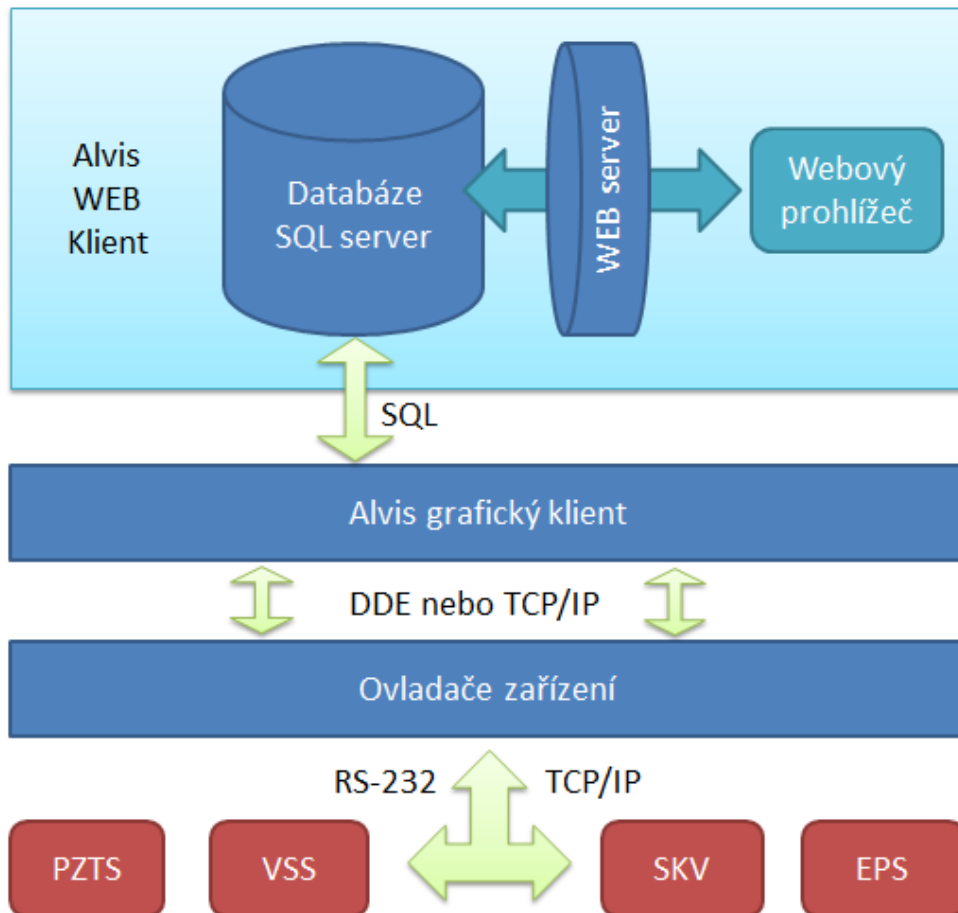 Alvis
WEB
Klient
Databáze
SQL server
WEB server
Webový
prohlížeč
SQL
Alvis grafický klient
DDE nebo TCP/IP
Ovladače zařízení
RS-232
TCP/IP
PZTS
VSS
SKV
EPS